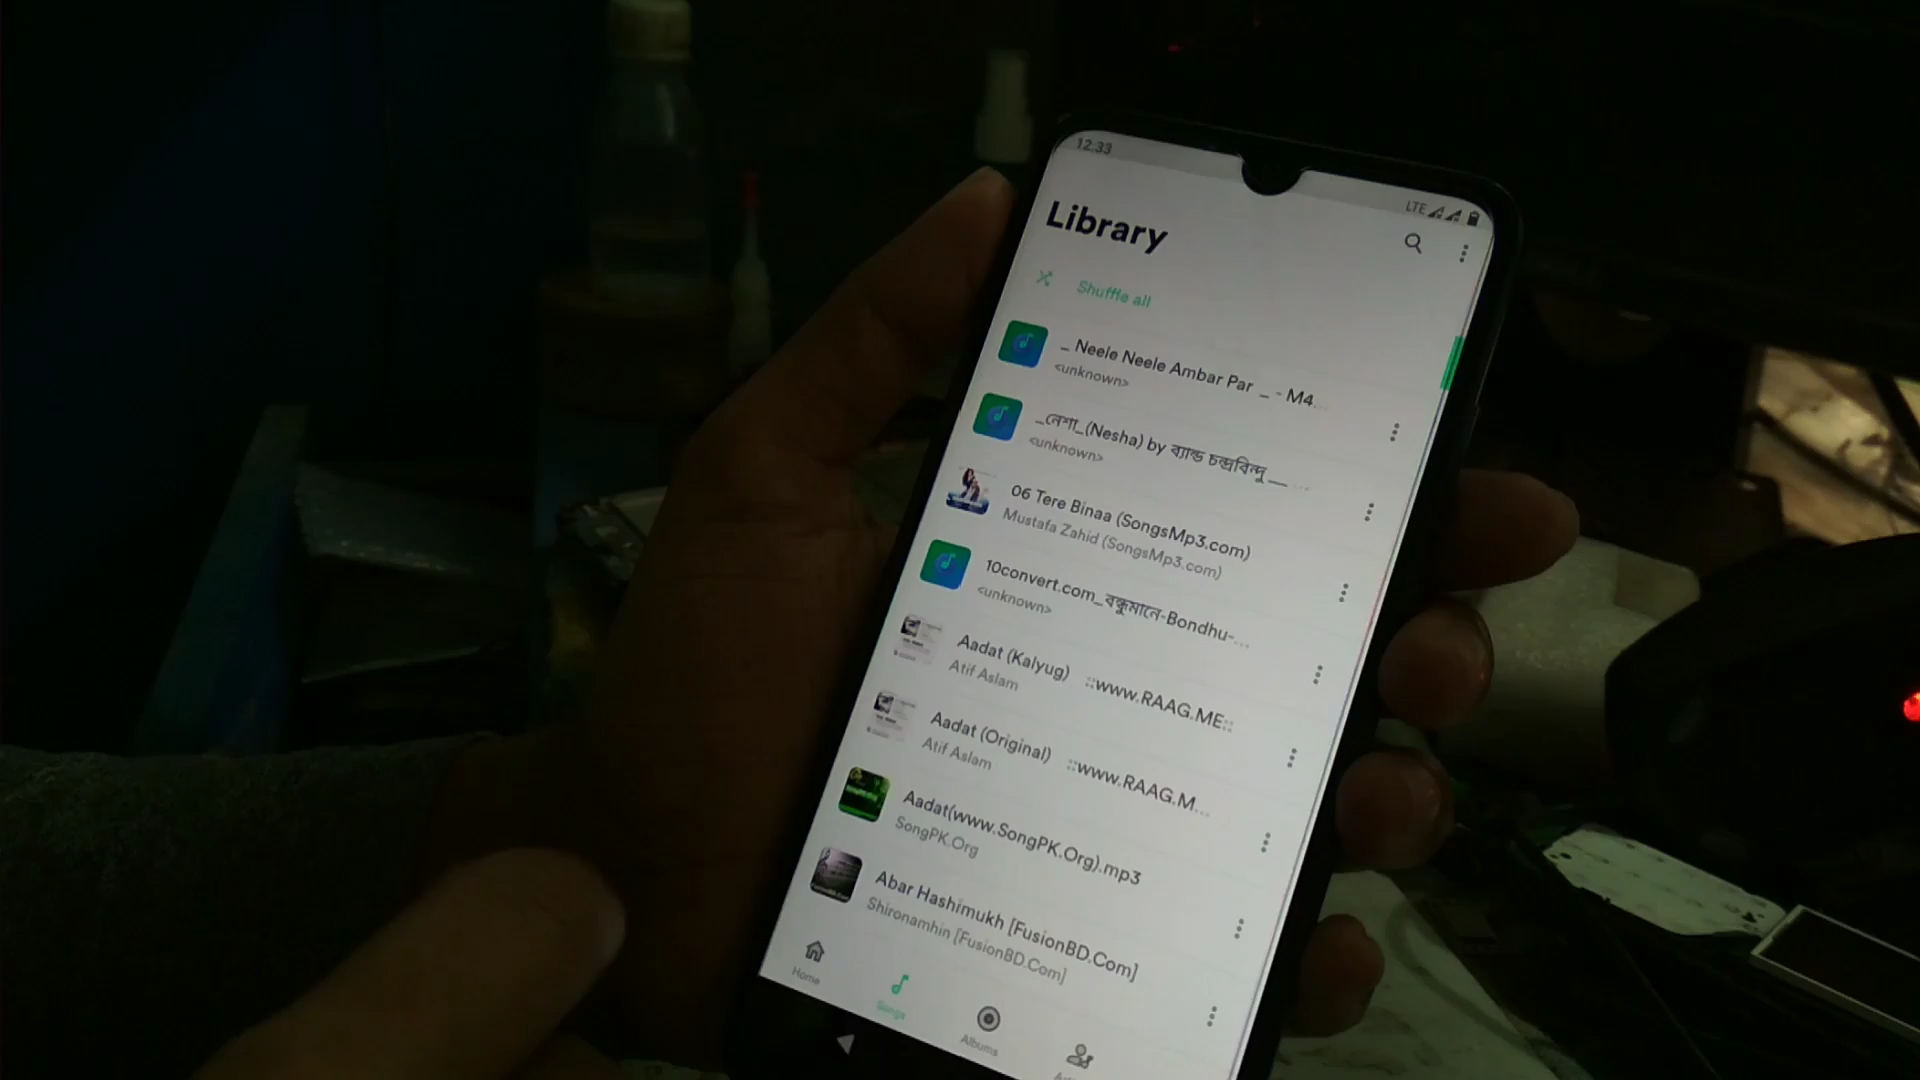 12:33
LTE
Library
Shuffle all
_ Neele Neele Ambar Par _ - M4...
<unknown>
_নেশা_(Nesha) by ব্যান্ড চন্দ্রবিন্দু __ ...
<unknown>
06 Tere Binaa (SongsMp3.com)
Mustafa Zahid (SongsMp3.com)
10convert.com_বন্ধুমানে-Bondhu-...
<unknown>
Aadat (Kalyug) ::www.RAAG.ME::
Atif Aslam
Aadat (Original) ::www.RAAG.M...
Atif Aslam
Aadat(www.SongPK.Org).mp3
SongPK.Org
Abar Hashimukh [FusionBD.Com]
Shironamhin [FusionBD.Com]
Home
Songs
Albums